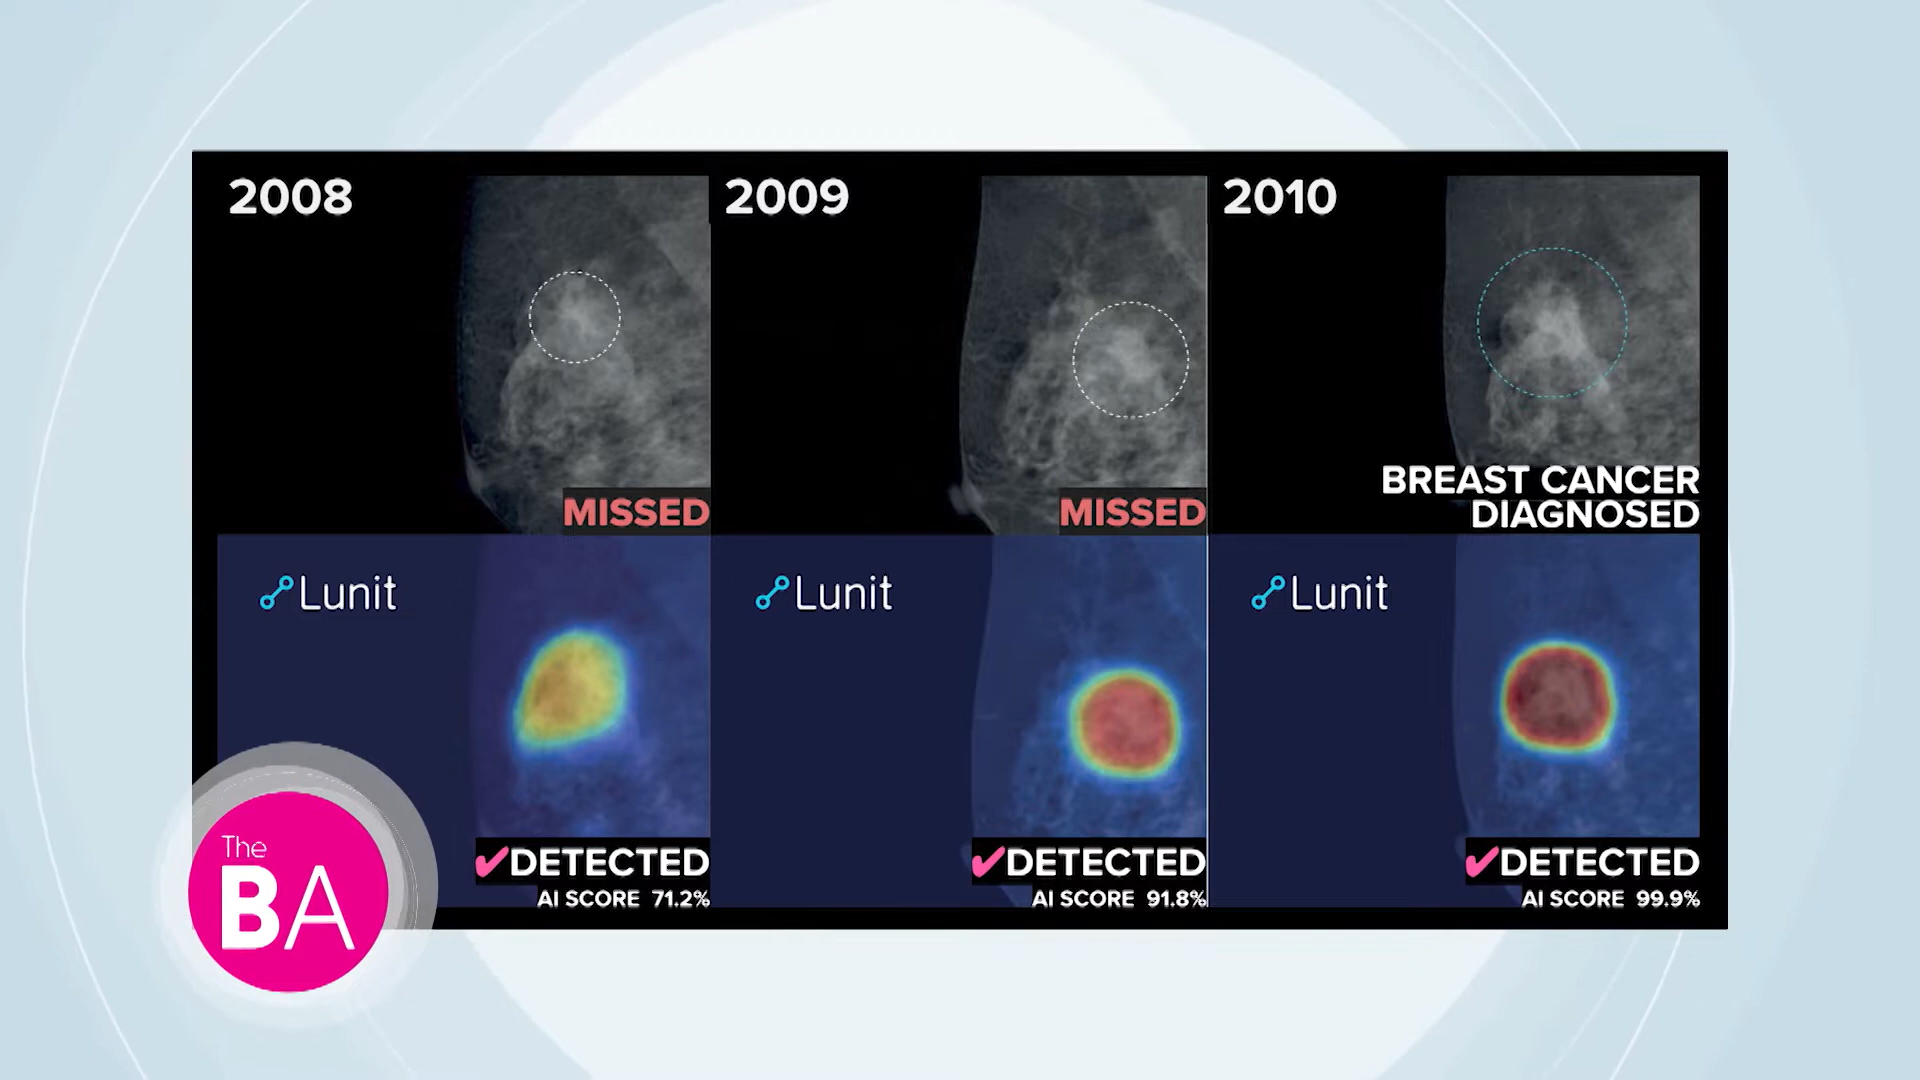 2008
MISSED
2009
MISSED
2010
BREAST CANCER
DIAGNOSED
Lunit
✔DETECTED
AI SCORE 71.2%
Lunit
✔DETECTED
AI SCORE 91.8%
Lunit
✔DETECTED
AI SCORE 99.9%
The
BA